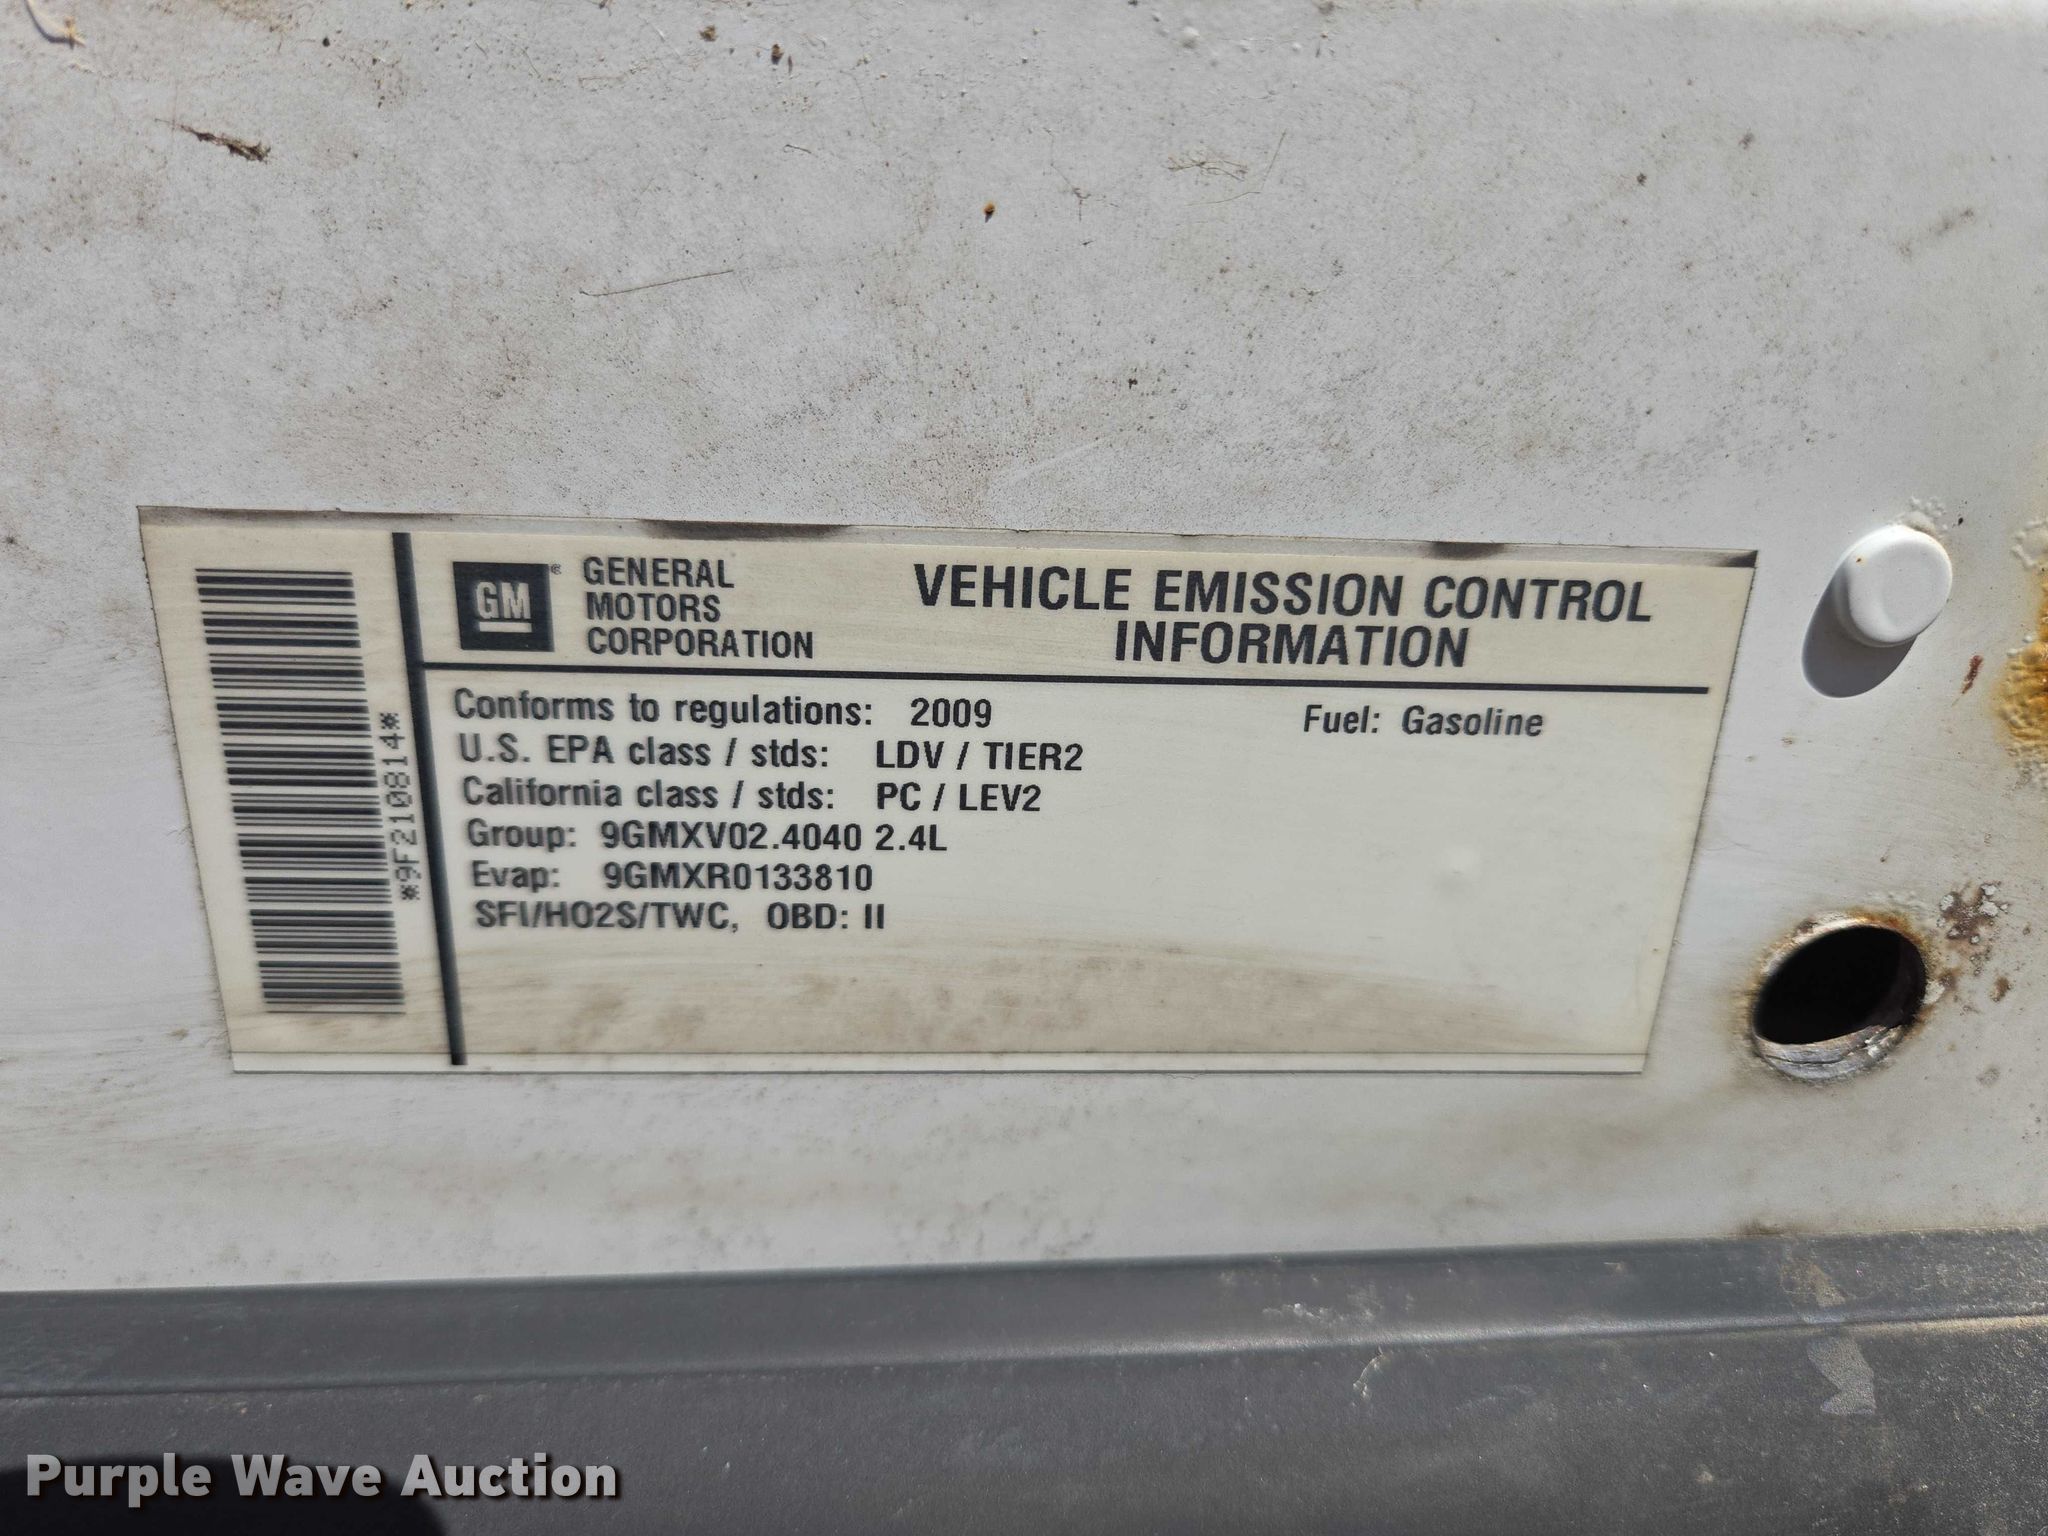 *9F210814*
GM®
GENERAL
MOTORS
CORPORATION
VEHICLE EMISSION CONTROL
INFORMATION
Conforms to regulations: 2009
Fuel: Gasoline
U.S. EPA class / stds: LDV / TIER2
California class / stds: PC / LEV2
Group: 9GMXV02.4040 2.4L
Evap: 9GMXR0133810
SFI/HO2S/TWC, OBD: II
Purple Wave Auction